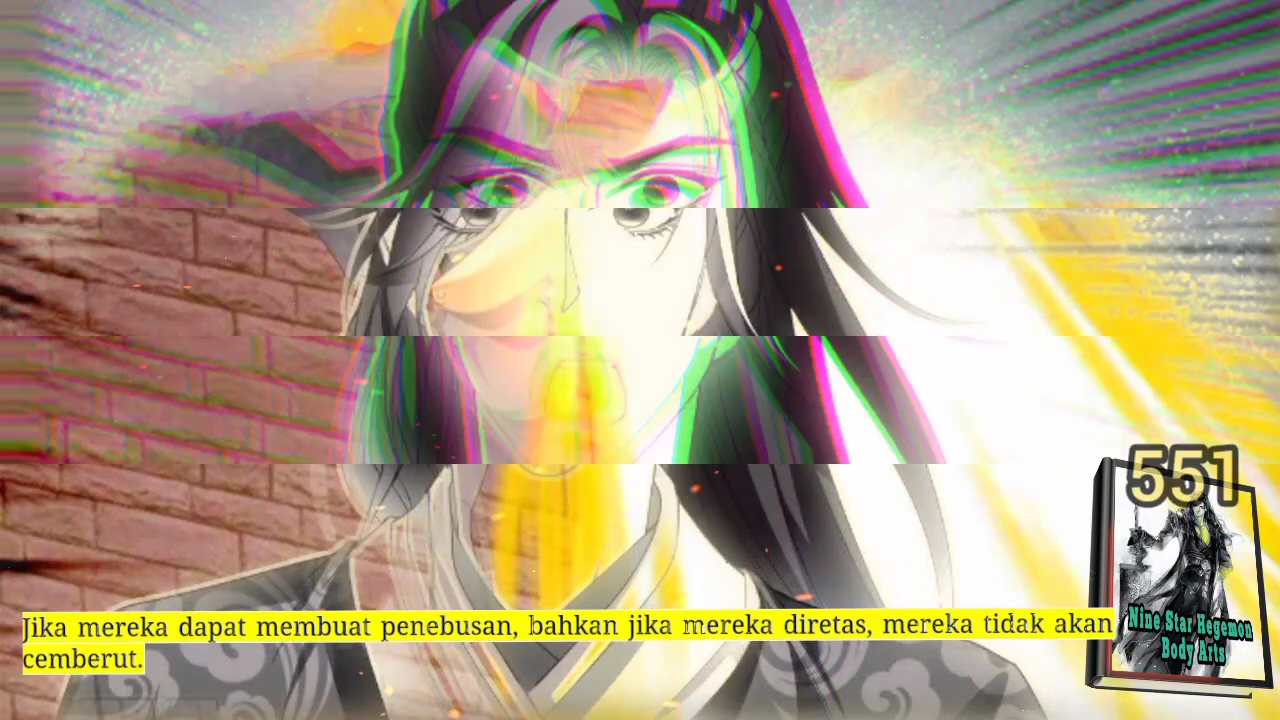 551
Nine Star Hegemon
Body Arts
Jika mereka dapat membuat penebusan, bahkan jika mereka diretas, mereka tidak akan
cemberut.